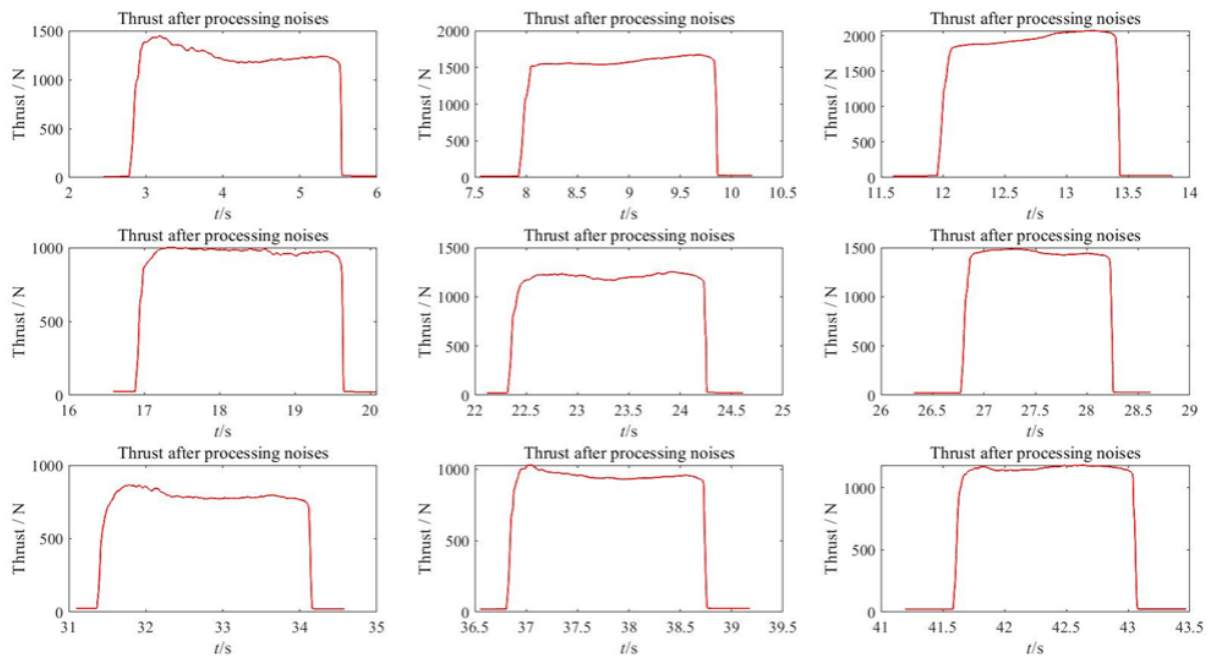 Thrust after processing noises
Thrust / N
1500
1000
500
0
2 3 4 5 6
t/s
Thrust after processing noises
Thrust / N
2000
1500
1000
500
0
7.5 8 8.5 9 9.5 10 10.5
t/s
Thrust after processing noises
Thrust / N
2000
1500
1000
500
0
11.5 12 12.5 13 13.5 14
t/s
Thrust after processing noises
Thrust / N
1000
500
0
16 17 18 19 20
t/s
Thrust after processing noises
Thrust / N
1500
1000
500
0
22 22.5 23 23.5 24 24.5 25
t/s
Thrust after processing noises
Thrust / N
1500
1000
500
0
26 26.5 27 27.5 28 28.5 29
t/s
Thrust after processing noises
Thrust / N
1000
500
0
31 32 33 34 35
t/s
Thrust after processing noises
Thrust / N
1000
500
0
36.5 37 37.5 38 38.5 39 39.5
t/s
Thrust after processing noises
Thrust / N
1000
500
0
41 41.5 42 42.5 43 43.5
t/s